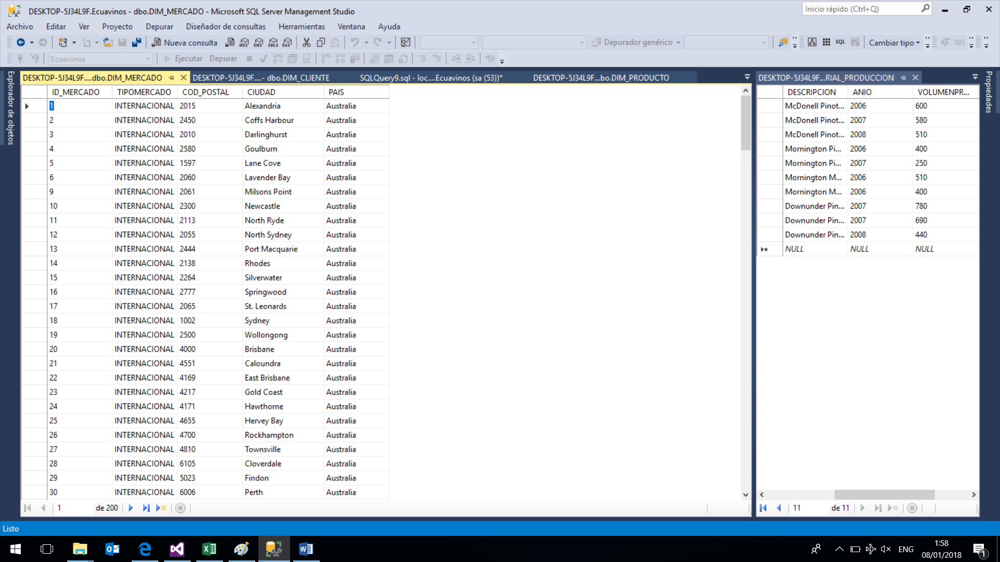 DESKTOP-5J34L9F.Ecuavinos - dbo.DIM_MERCADO - Microsoft SQL Server Management Studio
Inicio rápido (Ctrl+Q)
Archivo Editar Ver Proyecto Depurar Diseñador de consultas Herramientas Ventana Ayuda
Nueva consulta MDX DMX XMLA DAX Depurador genérico SQL Cambiar tipo
Ecuavinos Ejecutar Depurar
Explorador de objetos
DESKTOP-5J34L9F....dbo.DIM_MERCADO DESKTOP-5J34L9F....- dbo.DIM_CLIENTE SQLQuery9.sql - loc....Ecuavinos (sa (53))* DESKTOP-5J34L9F...bo.DIM_PRODUCTO
ID_MERCADO TIPOMERCADO COD_POSTAL CIUDAD PAIS
1 INTERNACIONAL 2015 Alexandria Australia
2 INTERNACIONAL 2450 Coffs Harbour Australia
3 INTERNACIONAL 2010 Darlinghurst Australia
4 INTERNACIONAL 2580 Goulburn Australia
5 INTERNACIONAL 1597 Lane Cove Australia
6 INTERNACIONAL 2060 Lavender Bay Australia
9 INTERNACIONAL 2061 Milsons Point Australia
10 INTERNACIONAL 2300 Newcastle Australia
11 INTERNACIONAL 2113 North Ryde Australia
12 INTERNACIONAL 2055 North Sydney Australia
13 INTERNACIONAL 2444 Port Macquarie Australia
14 INTERNACIONAL 2138 Rhodes Australia
15 INTERNACIONAL 2264 Silverwater Australia
16 INTERNACIONAL 2777 Springwood Australia
17 INTERNACIONAL 2065 St. Leonards Australia
18 INTERNACIONAL 1002 Sydney Australia
19 INTERNACIONAL 2500 Wollongong Australia
20 INTERNACIONAL 4000 Brisbane Australia
21 INTERNACIONAL 4551 Caloundra Australia
22 INTERNACIONAL 4169 East Brisbane Australia
23 INTERNACIONAL 4217 Gold Coast Australia
24 INTERNACIONAL 4171 Hawthorne Australia
25 INTERNACIONAL 4655 Hervey Bay Australia
26 INTERNACIONAL 4700 Rockhampton Australia
27 INTERNACIONAL 4810 Townsville Australia
28 INTERNACIONAL 6105 Cloverdale Australia
29 INTERNACIONAL 5023 Findon Australia
30 INTERNACIONAL 6006 Perth Australia
1 de 200
DESKTOP-5J34L9F...RIAL_PRODUCCION
DESCRIPCION ANIO VOLUMENPR...
McDonell Pinot... 2006 600
McDonell Pinot... 2007 580
McDonell Pinot... 2008 510
Mornington Pi... 2006 400
Mornington Pi... 2007 250
Mornington M... 2006 510
Mornington M... 2006 400
Downunder Pin... 2007 780
Downunder Pin... 2007 690
Downunder Pin... 2008 440
NULL NULL NULL
11 de 11
Propiedades
Listo
ENG
1:58
08/01/2018
1